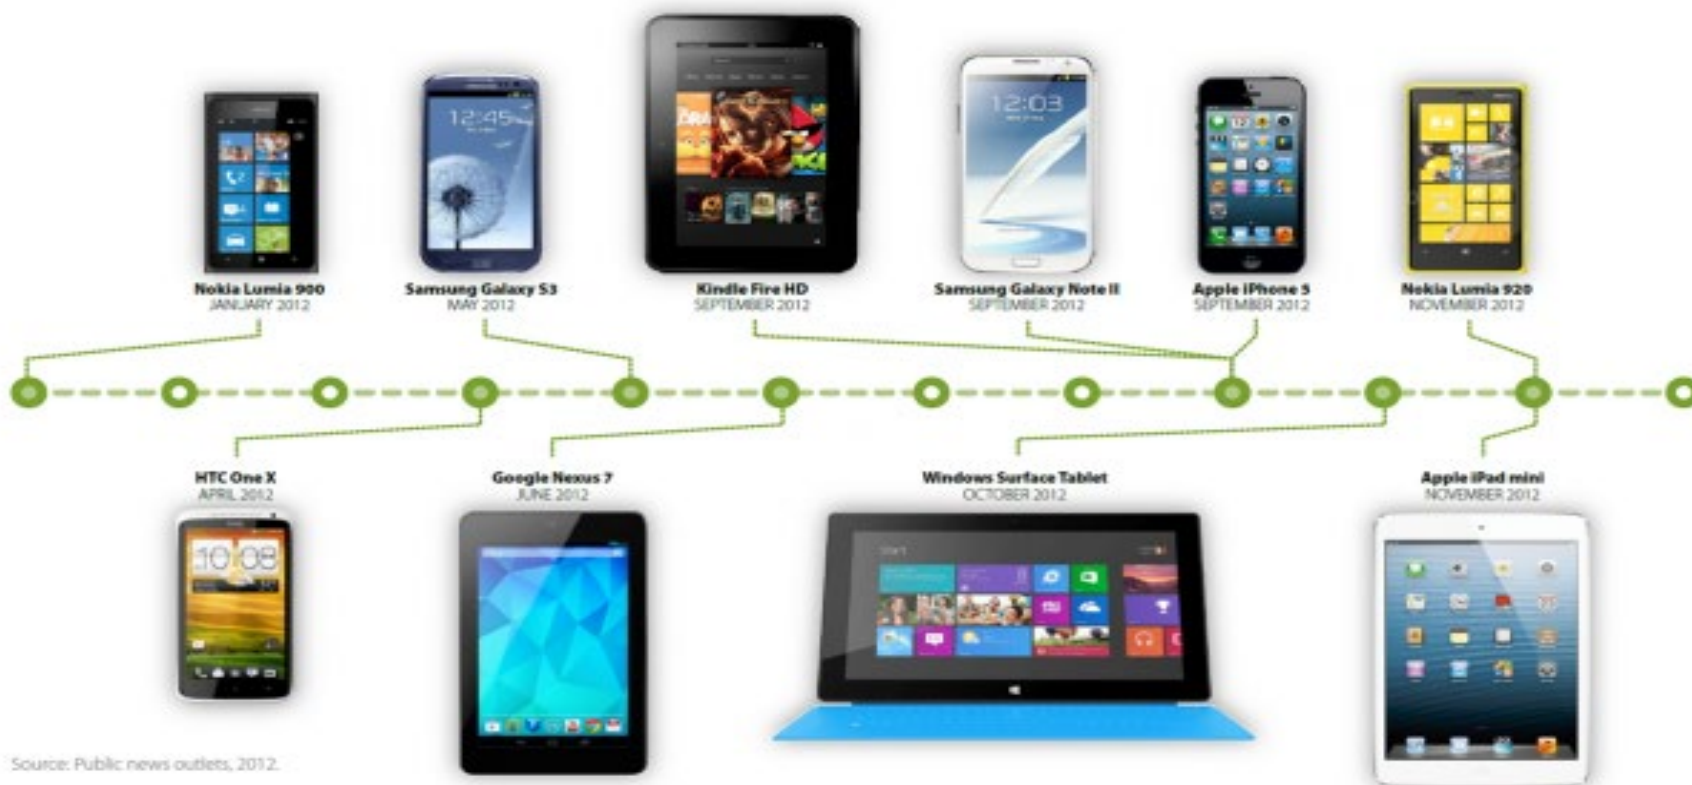 12:45
12:03
Nokia Lumia 900
JANUARY 2012
Samsung Galaxy S3
MAY 2012
Kindle Fire HD
SEPTEMBER 2012
Samsung Galaxy Note II
SEPTEMBER 2012
Apple iPhone 5
SEPTEMBER 2012
Nokia Lumia 920
NOVEMBER 2012
HTC One X
APRIL 2012
Google Nexus 7
JUNE 2012
Windows Surface Tablet
OCTOBER 2012
Apple iPad mini
NOVEMBER 2012
10:08
Start
Source: Public news outlets, 2012.